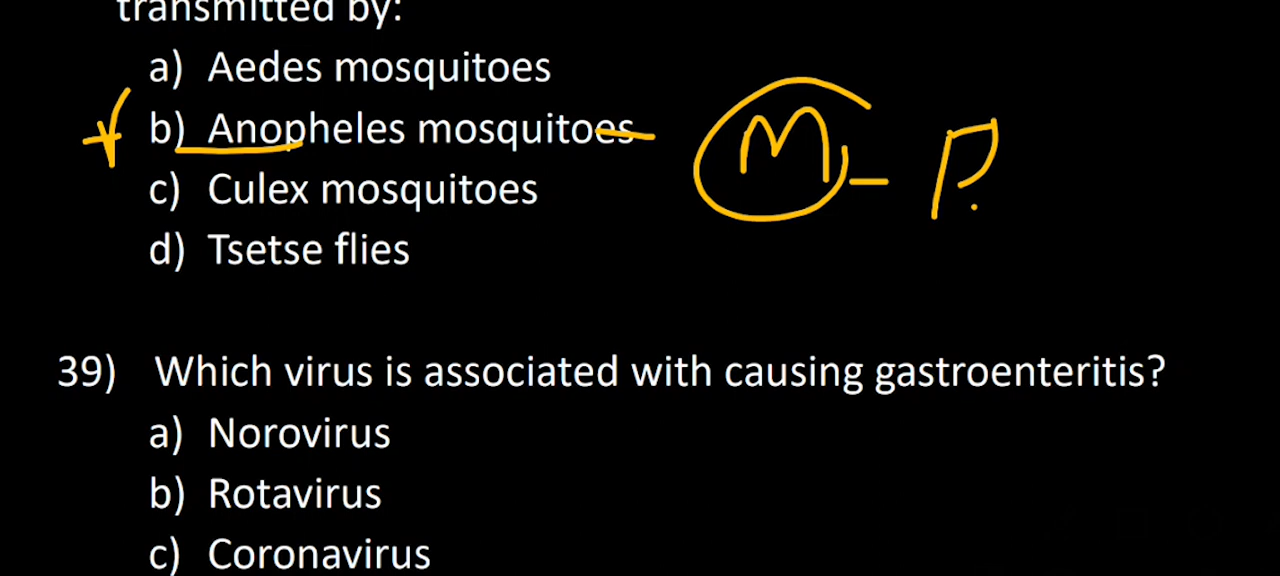 transmitted by:
a) Aedes mosquitoes
b) Anopheles mosquitoes
M - P.
c) Culex mosquitoes
d) Tsetse flies
39) Which virus is associated with causing gastroenteritis?
a) Norovirus
b) Rotavirus
c) Coronavirus